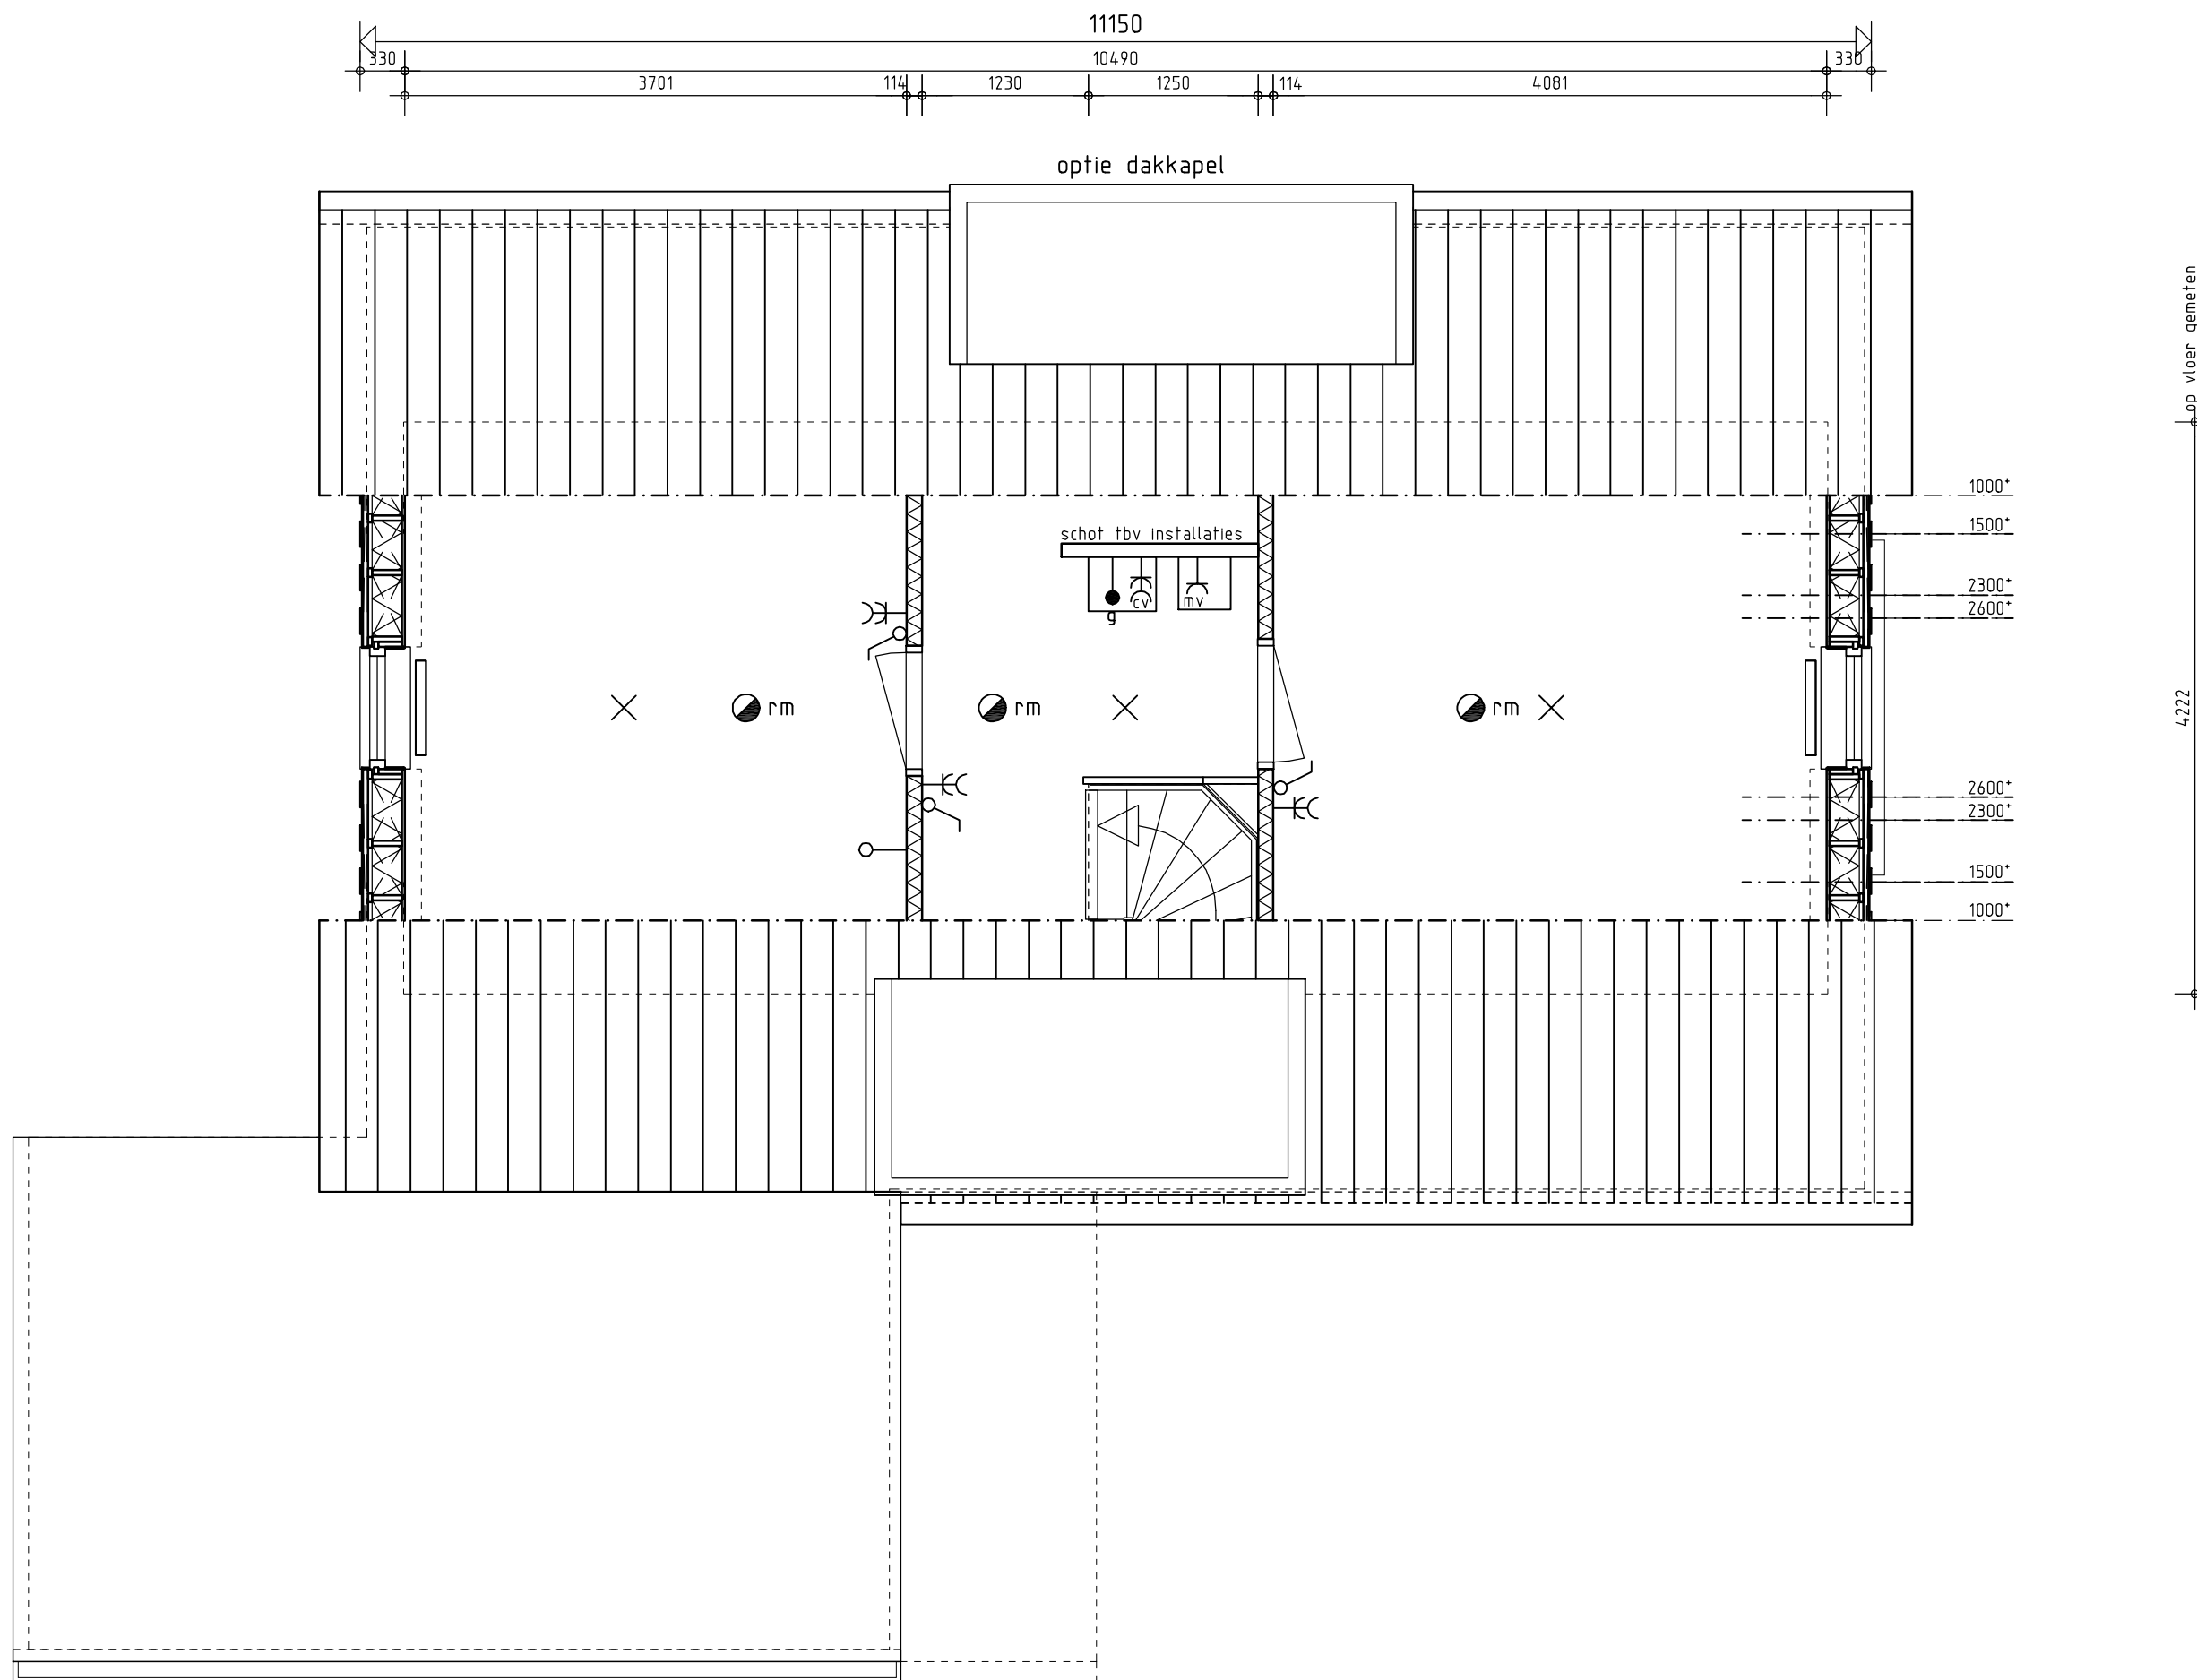 11150
330 10490 330
3701 114 1230 1250 114 4081
optie dakkapel
op vloer gemeten
1000+
1500+
schot tbv installaties
2300+
cv mv
2600+
g
rm rm rm
4222
2600+
2300+
1500+
1000+